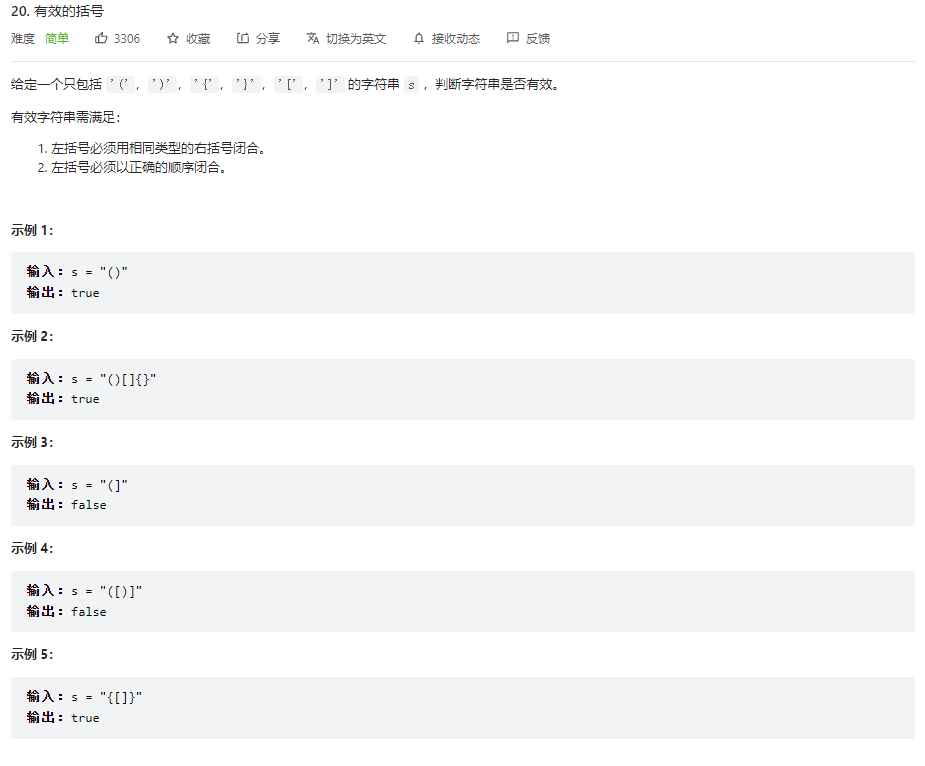 20. 有效的括号
难度 简单 3306 收藏 分享 切换为英文 接收动态 反馈
给定一个只包括 '('，')'，'{'，'}'，'['，']' 的字符串 s ，判断字符串是否有效。
有效字符串需满足：
1. 左括号必须用相同类型的右括号闭合。
2. 左括号必须以正确的顺序闭合。
示例 1：
输入：s = "()"
输出：true
示例 2：
输入：s = "()[]{}"
输出：true
示例 3：
输入：s = "(]"
输出：false
示例 4：
输入：s = "([)]"
输出：false
示例 5：
输入：s = "{[]}"
输出：true